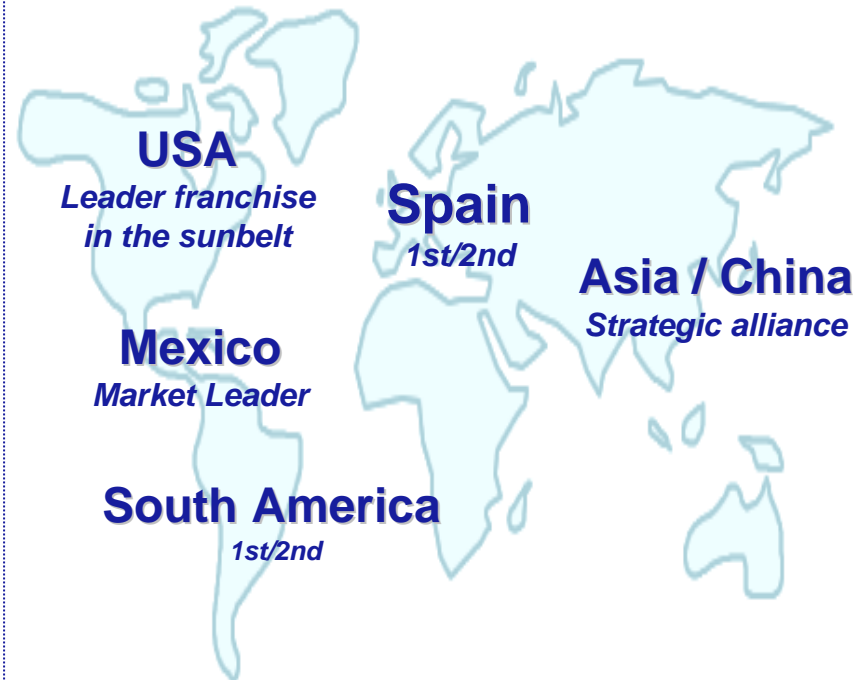 USA
Leader franchise
in the sunbelt
Spain
1st/2nd
Asia / China
Strategic alliance
Mexico
Market Leader
South America
1st/2nd